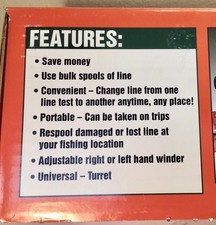 FEATURES:
• Save money
• Use bulk spools of line
• Convenient – Change line from one
line test to another anytime, any place!
• Portable – Can be taken on trips
• Respool damaged or lost line at
your fishing location
• Adjustable right or left hand winder
• Universal – Turret